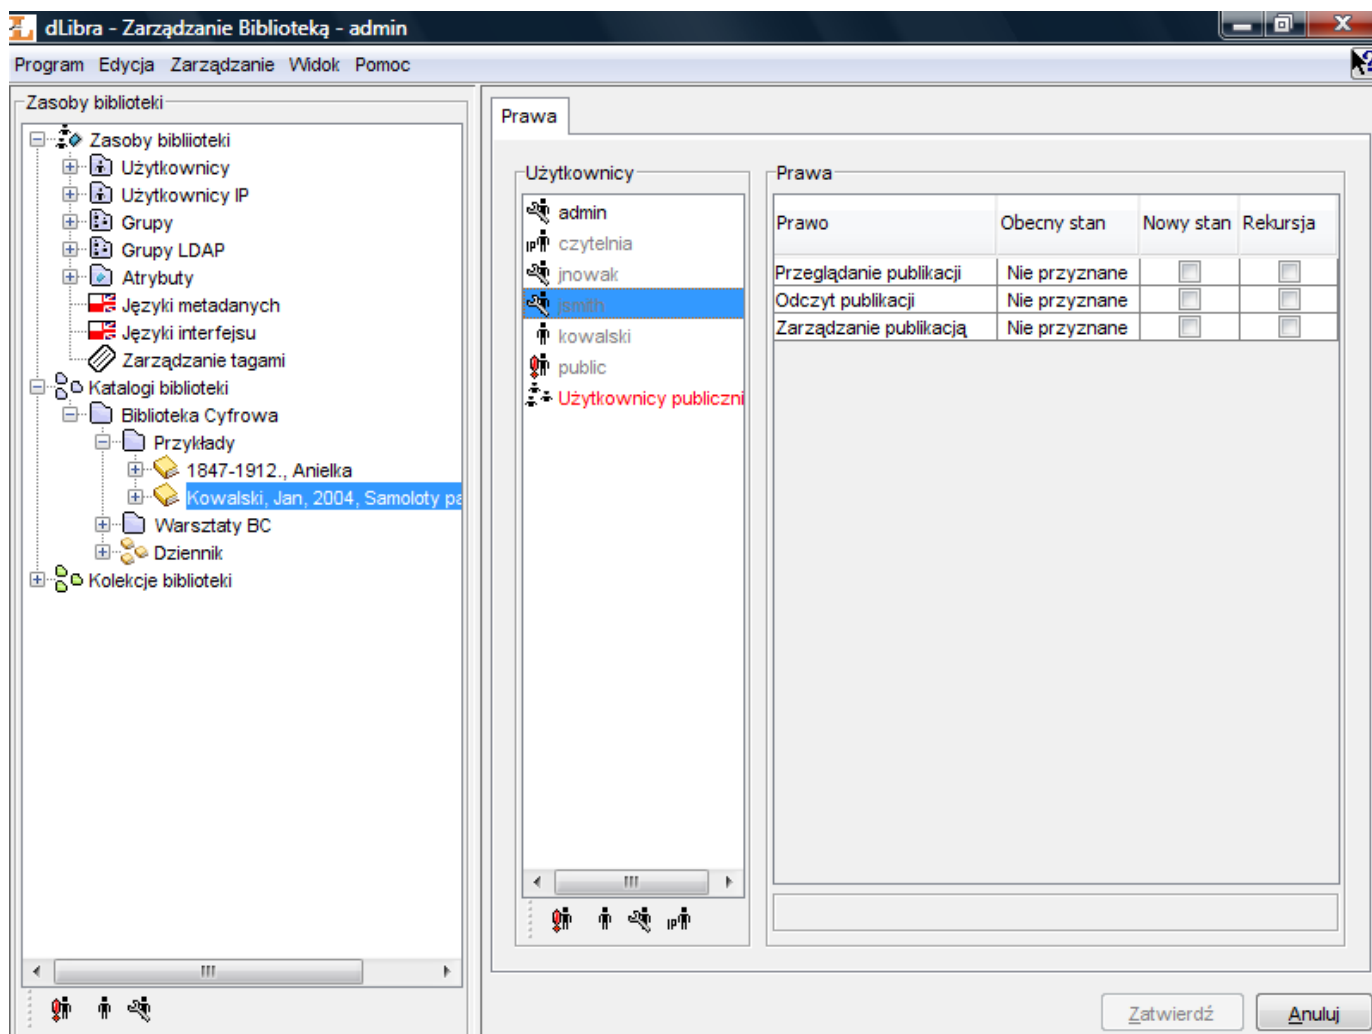 dLibra - Zarządzanie Biblioteką - admin
Program Edycja Zarządzanie Widok Pomoc
Zasoby biblioteki
Zasoby bibliioteki
Użytkownicy
Użytkownicy IP
Grupy
Grupy LDAP
Atrybuty
Języki metadanych
Języki interfejsu
Zarządzanie tagami
Katalogi biblioteki
Biblioteka Cyfrowa
Przykłady
1847-1912., Anielka
Kowalski, Jan, 2004, Samoloty pa
Warsztaty BC
Dziennik
Kolekcje biblioteki
Prawa
Użytkownicy
admin
IP czytelnia
jnowak
jsmith
kowalski
public
Użytkownicy publiczni
IP
Prawa
Prawo Obecny stan Nowy stan Rekursja
Przeglądanie publikacji Nie przyznane
Odczyt publikacji Nie przyznane
Zarządzanie publikacją Nie przyznane
Zatwierdź Anuluj